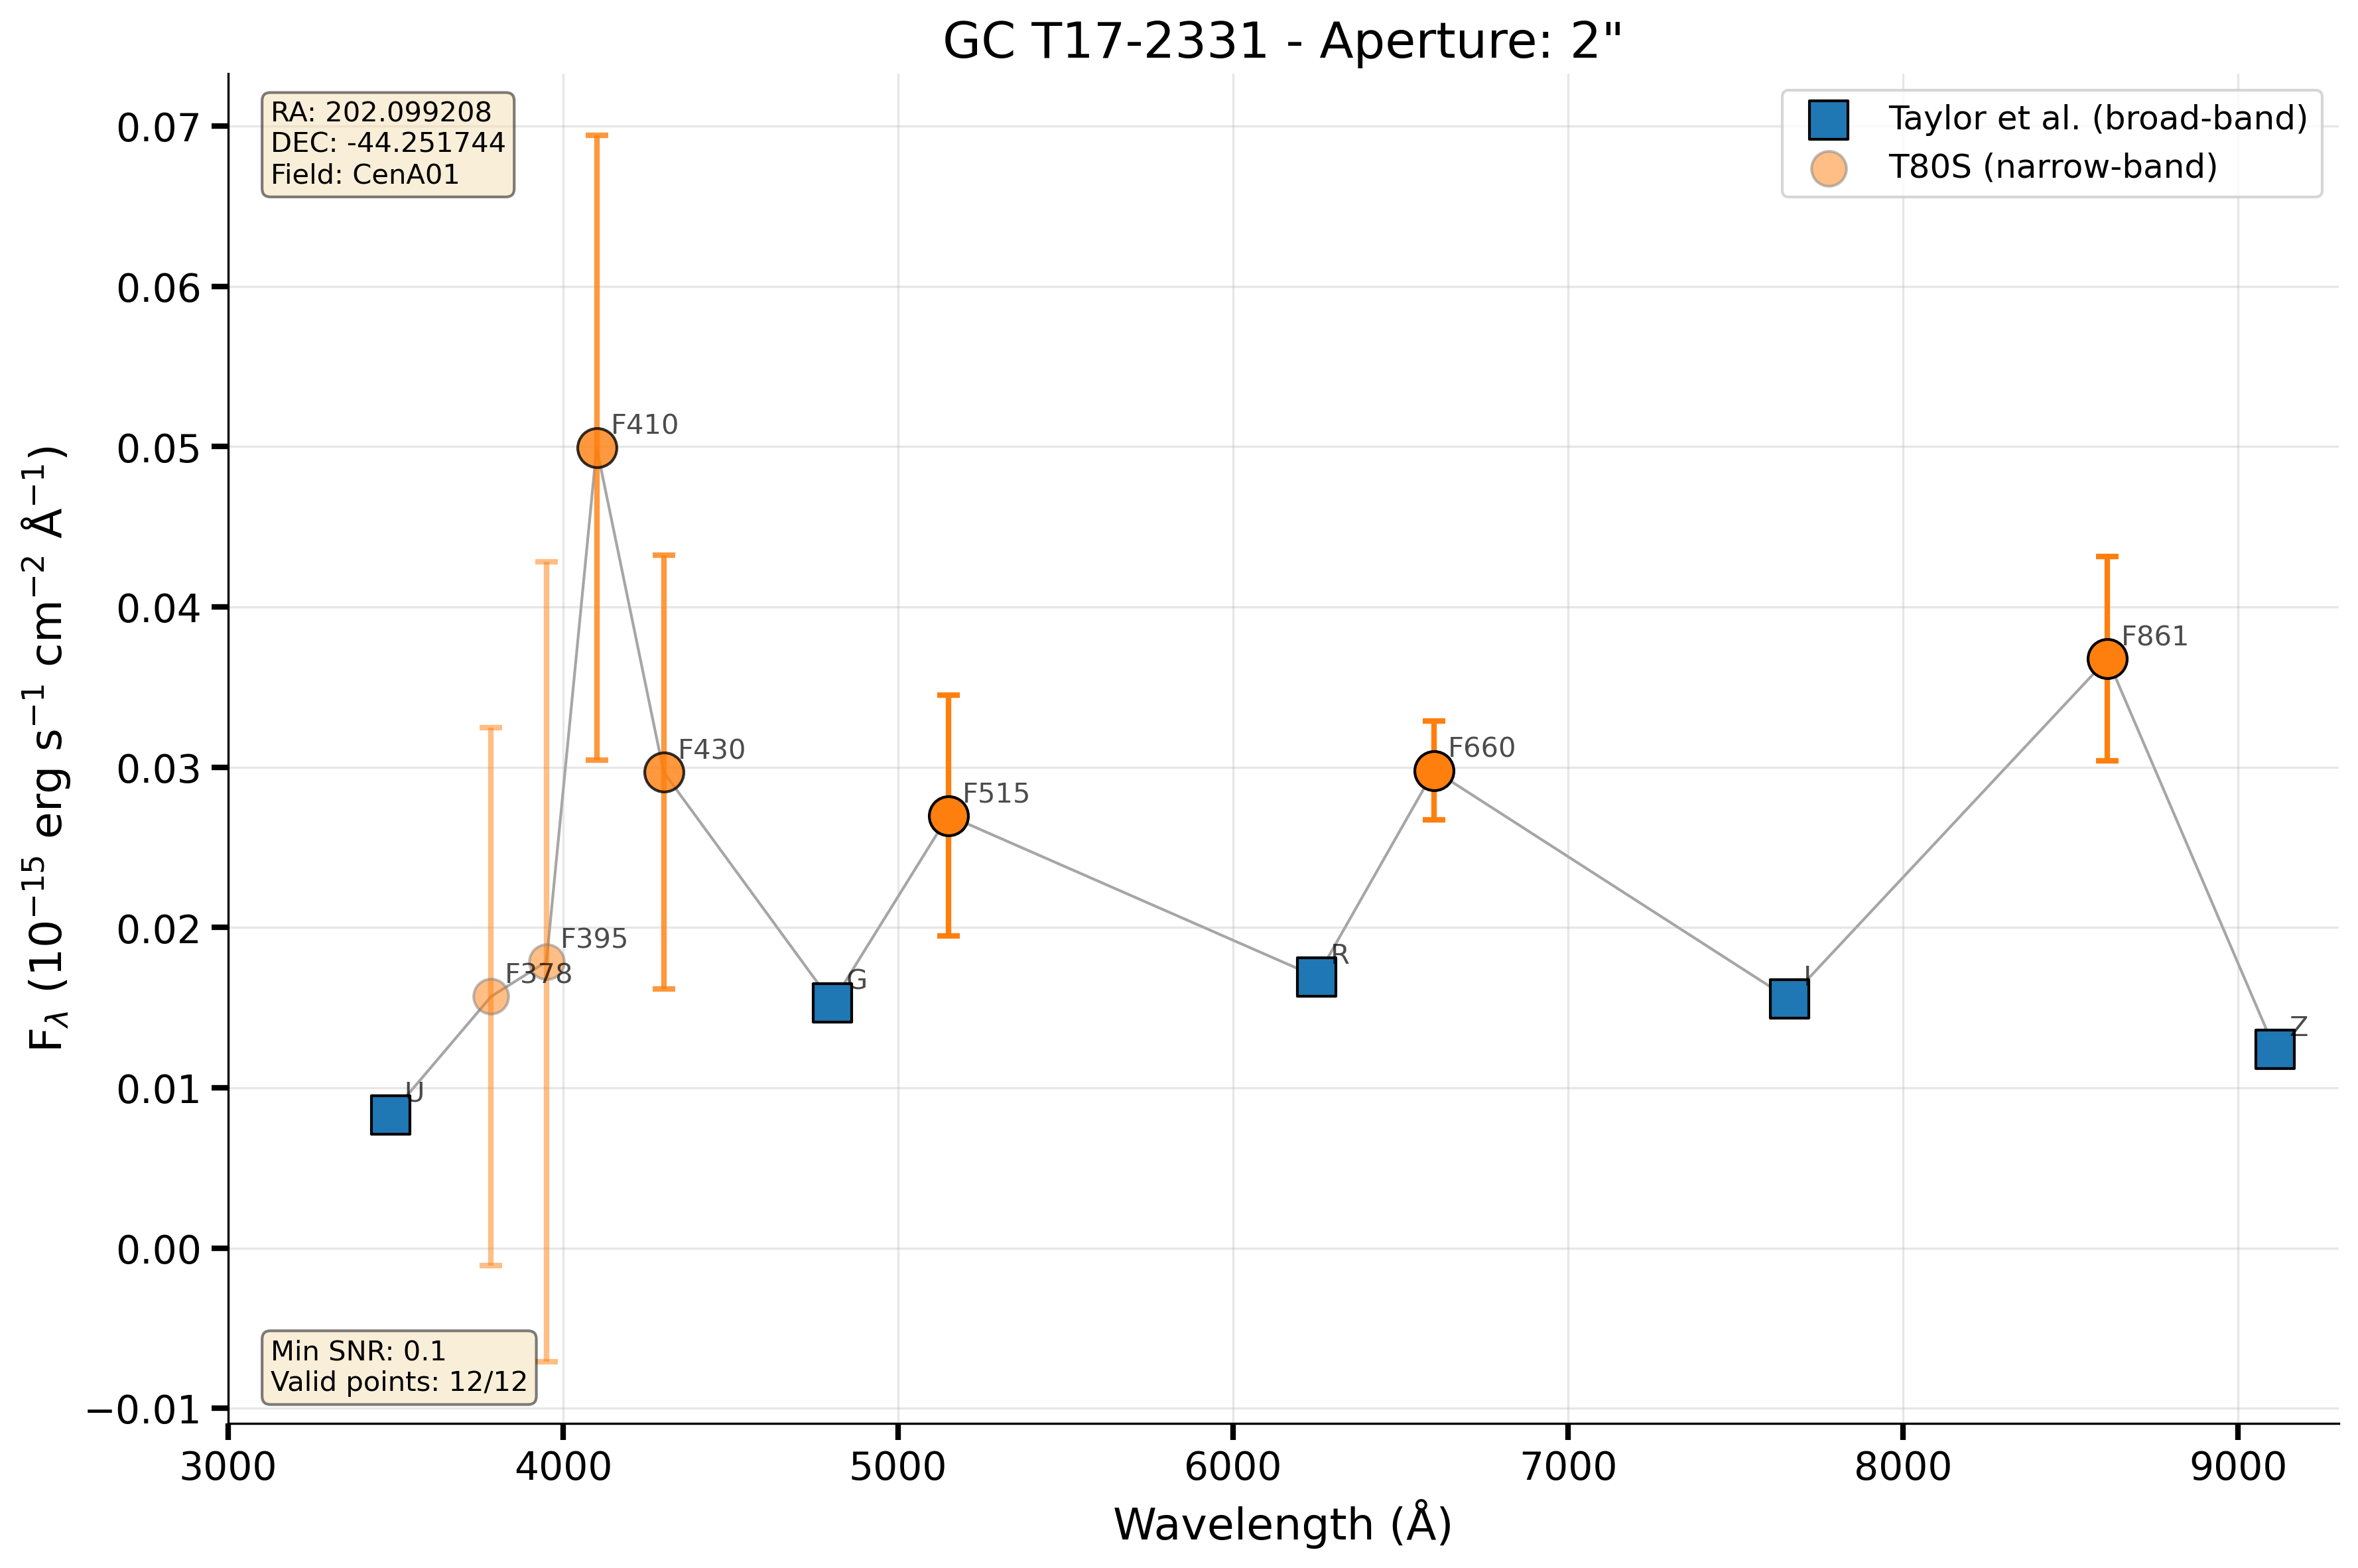 GC T17-2331 - Aperture: 2"
RA: 202.099208
DEC: -44.251744
Field: CenA01
Taylor et al. (broad-band)
T80S (narrow-band)
0.07
0.06
0.05
0.04
0.03
0.02
0.01
0.00
−0.01
F_λ (10⁻¹⁵ erg s⁻¹ cm⁻² Å⁻¹)
F410
F430
F515
F660
F861
F395
F378
U
G
R
I
Z
Min SNR: 0.1
Valid points: 12/12
3000 4000 5000 6000 7000 8000 9000
Wavelength (Å)